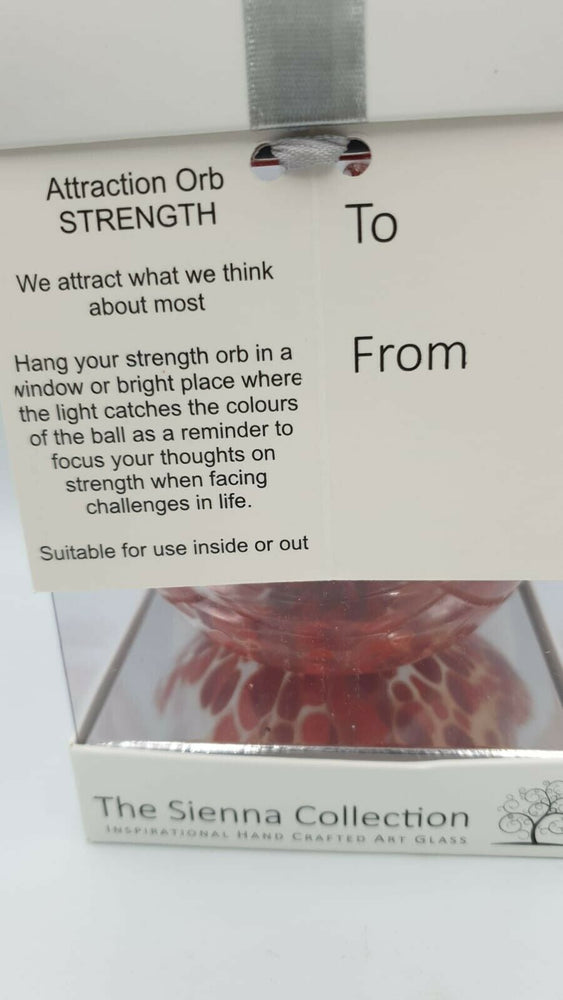 Attraction Orb
STRENGTH
We attract what we think
about most
Hang your strength orb in a
window or bright place where
the light catches the colours
of the ball as a reminder to
focus your thoughts on
strength when facing
challenges in life.
Suitable for use inside or out
To
From
The Sienna Collection
INSPIRATIONAL HAND CRAFTED ART GLASS